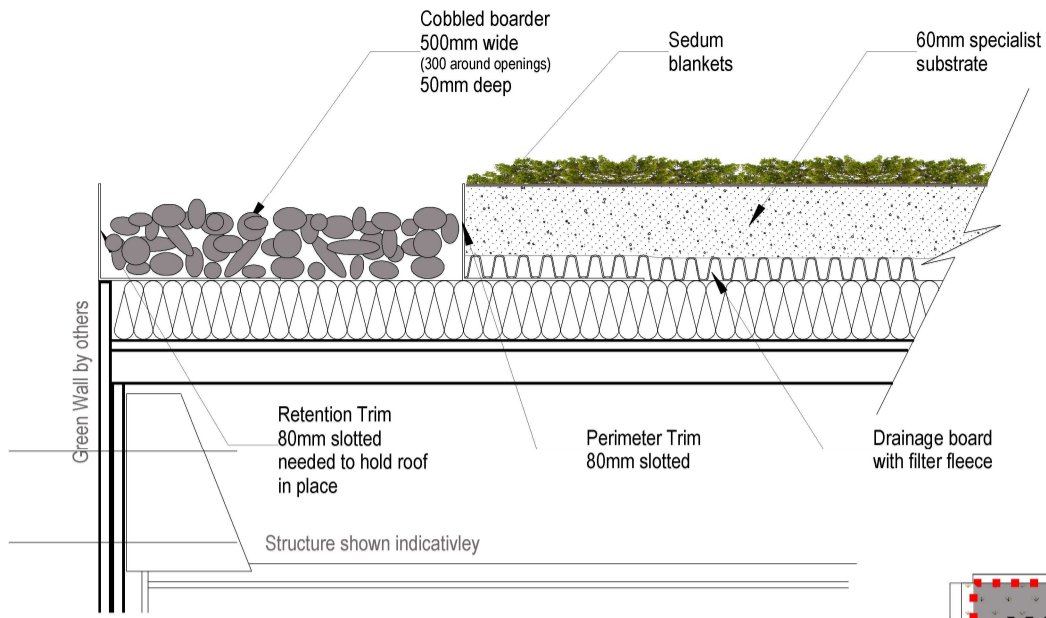 Cobbled boarder
500mm wide
(300 around openings)
50mm deep
Sedum
blankets
60mm specialist
substrate
Green Wall by others
Retention Trim
80mm slotted
needed to hold roof
in place
Perimeter Trim
80mm slotted
Drainage board
with filter fleece
Structure shown indicativley